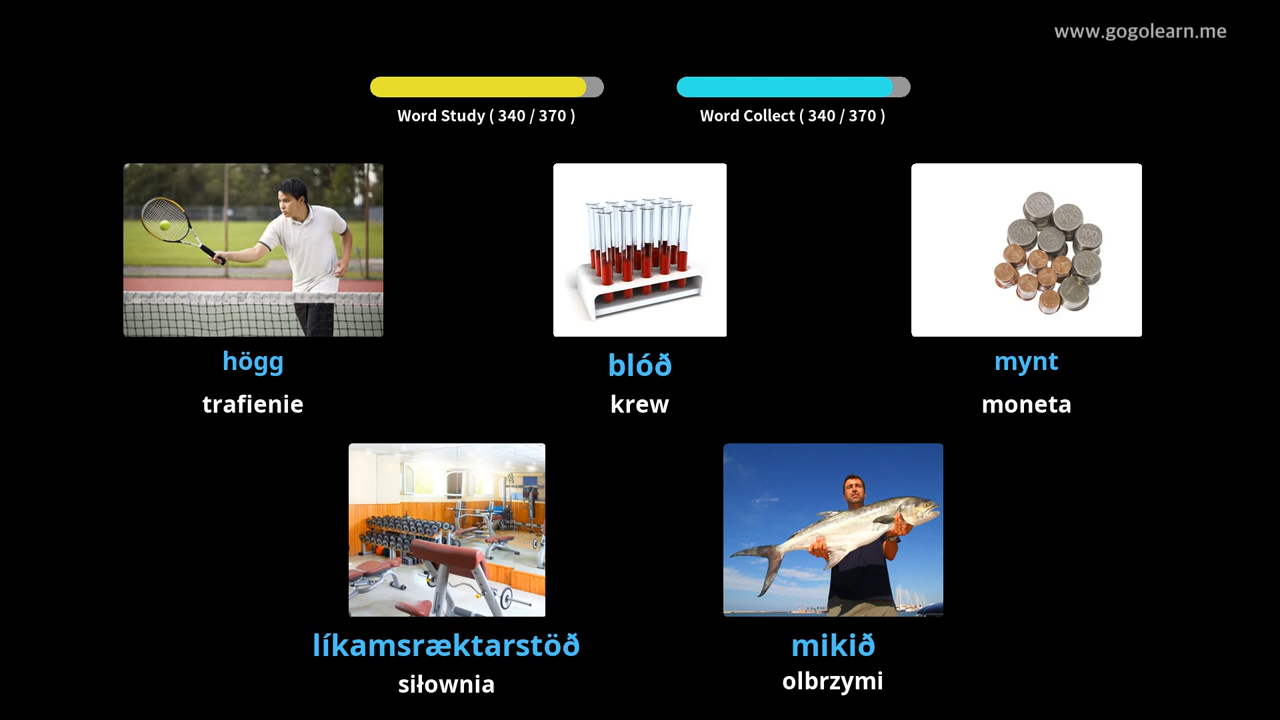 www.gogolearn.me
Word Study ( 340 / 370 )
Word Collect ( 340 / 370 )
högg
blóð
mynt
trafienie
krew
moneta
líkamsræktarstöð
mikið
siłownia
olbrzymi